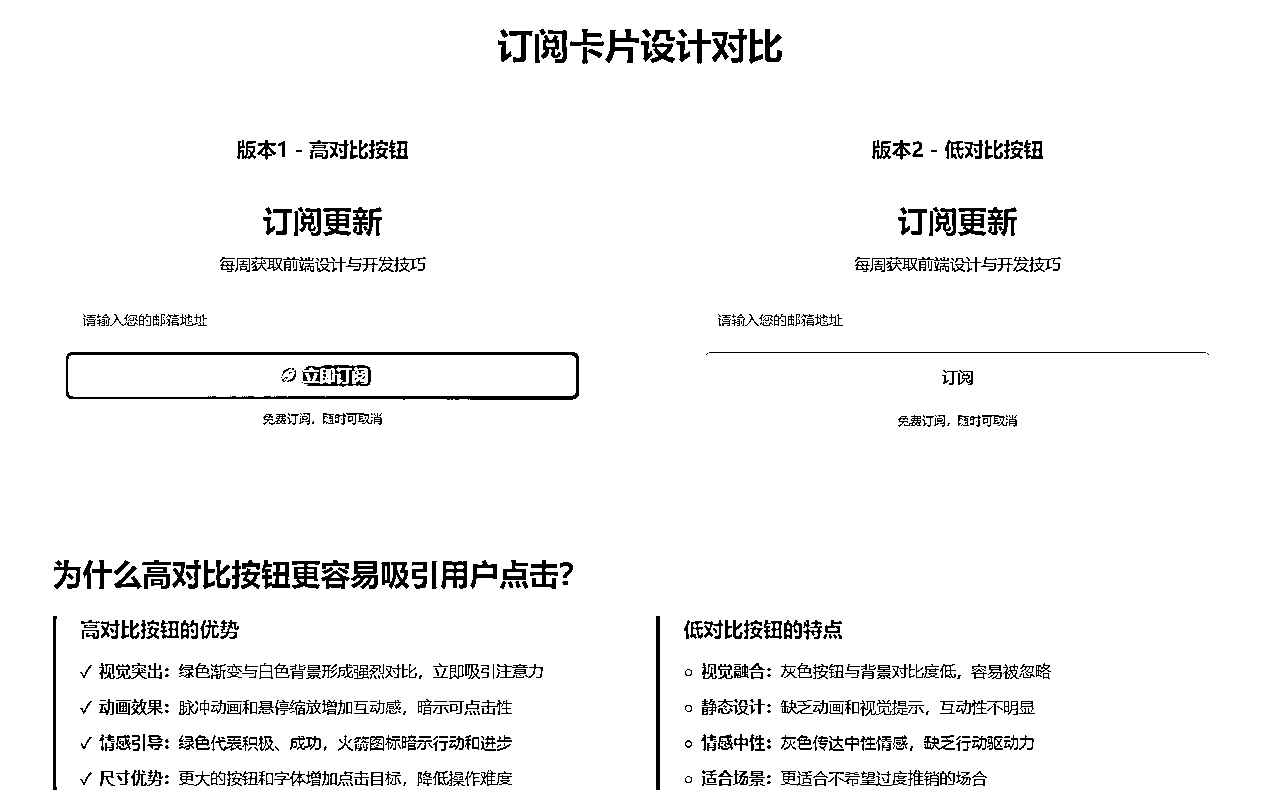 订阅卡片设计对比
版本1 - 高对比按钮
订阅更新
每周获取前端设计与开发技巧
请输入您的邮箱地址
立即订阅
免费订阅，随时可取消
版本2 - 低对比按钮
订阅更新
每周获取前端设计与开发技巧
请输入您的邮箱地址
订阅
免费订阅，随时可取消
为什么高对比按钮更容易吸引用户点击？
高对比按钮的优势
✓ 视觉突出：绿色渐变与白色背景形成强烈对比，立即吸引注意力
✓ 动画效果：脉冲动画和悬停缩放增加互动感，暗示可点击性
✓ 情感引导：绿色代表积极、成功，火箭图标暗示行动和进步
✓ 尺寸优势：更大的按钮和字体增加点击目标，降低操作难度
低对比按钮的特点
○ 视觉融合：灰色按钮与背景对比度低，容易被忽略
○ 静态设计：缺乏动画和视觉提示，互动性不明显
○ 情感中性：灰色传达中性情感，缺乏行动驱动力
○ 适合场景：更适合不希望过度推销的场合